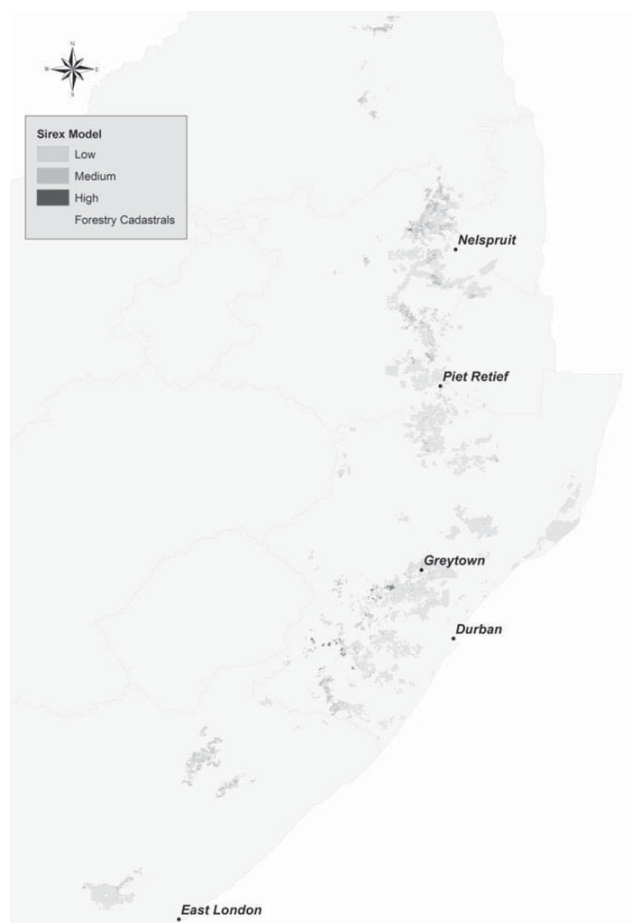 N
W E
S
Sirex Model
Low
Medium
High
Forestry Cadastrals
Nelspruit
Piet Retief
Greytown
Durban
East London